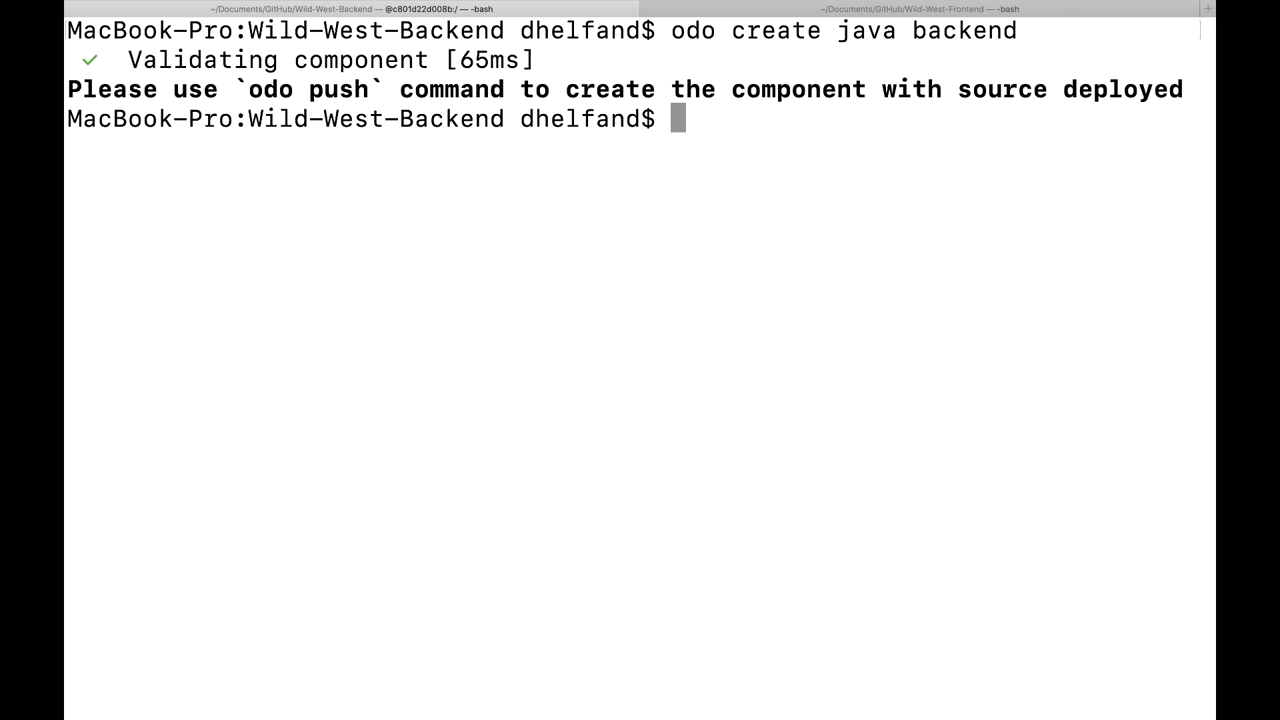 ~/Documents/GitHub/Wild-West-Backend — @c801d22d008b:/ — -bash
~/Documents/GitHub/Wild-West-Frontend — -bash
+
MacBook-Pro:Wild-West-Backend dhelfand$ odo create java backend
✓ Validating component [65ms]
Please use `odo push` command to create the component with source deployed
MacBook-Pro:Wild-West-Backend dhelfand$